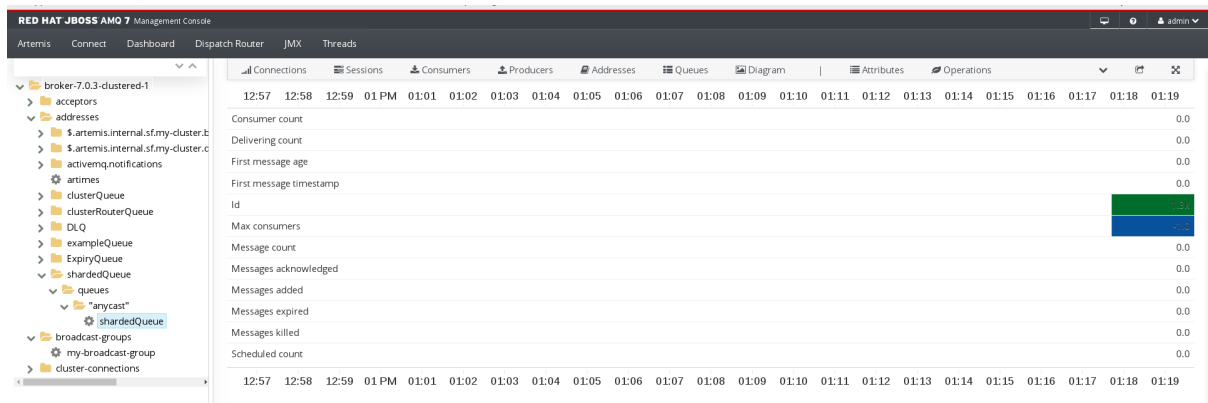 RED HAT JBOSS AMQ 7 Management Console
admin
Artemis Connect Dashboard Dispatch Router JMX Threads
Connections Sessions Consumers Producers Addresses Queues Diagram | Attributes Operations
broker-7.0.3-clustered-1
acceptors
addresses
$.artemis.internal.sf.my-cluster.b
$.artemis.internal.sf.my-cluster.c
activemq.notifications
artimes
clusterQueue
clusterRouterQueue
DLQ
exampleQueue
ExpiryQueue
shardedQueue
queues
"anycast"
shardedQueue
broadcast-groups
my-broadcast-group
cluster-connections
12:57 12:58 12:59 01 PM 01:01 01:02 01:03 01:04 01:05 01:06 01:07 01:08 01:09 01:10 01:11 01:12 01:13 01:14 01:15 01:16 01:17 01:18 01:19
Consumer count 0.0
Delivering count 0.0
First message age 0.0
First message timestamp 0.0
Id
Max consumers
Message count 0.0
Messages acknowledged 0.0
Messages added 0.0
Messages expired 0.0
Messages killed 0.0
Scheduled count 0.0
12:57 12:58 12:59 01 PM 01:01 01:02 01:03 01:04 01:05 01:06 01:07 01:08 01:09 01:10 01:11 01:12 01:13 01:14 01:15 01:16 01:17 01:18 01:19